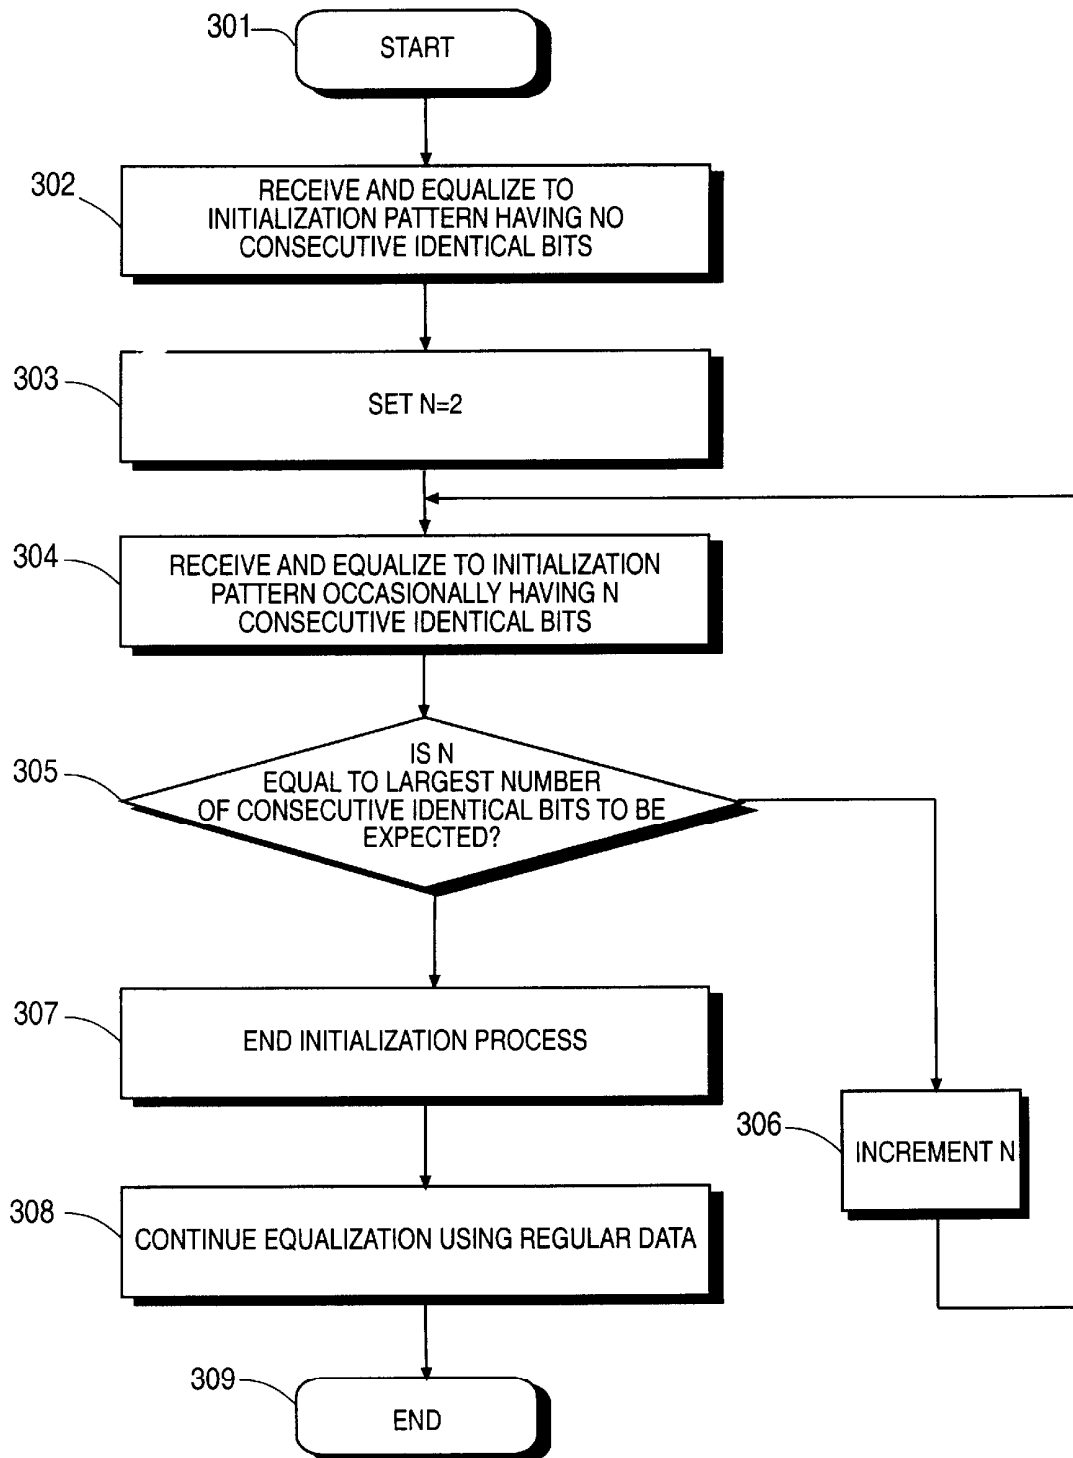 301
START
302
RECEIVE AND EQUALIZE TO
INITIALIZATION PATTERN HAVING NO
CONSECUTIVE IDENTICAL BITS
303
SET N=2
304
RECEIVE AND EQUALIZE TO INITIALIZATION
PATTERN OCCASIONALLY HAVING N
CONSECUTIVE IDENTICAL BITS
305
IS N
EQUAL TO LARGEST NUMBER
OF CONSECUTIVE IDENTICAL BITS TO BE
EXPECTED?
307
END INITIALIZATION PROCESS
306
INCREMENT N
308
CONTINUE EQUALIZATION USING REGULAR DATA
309
END